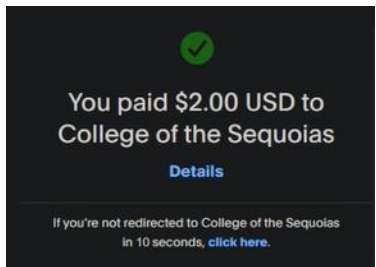 You paid $2.00 USD to
College of the Sequoias
Details
If you're not redirected to College of the Sequoias
in 10 seconds, click here.